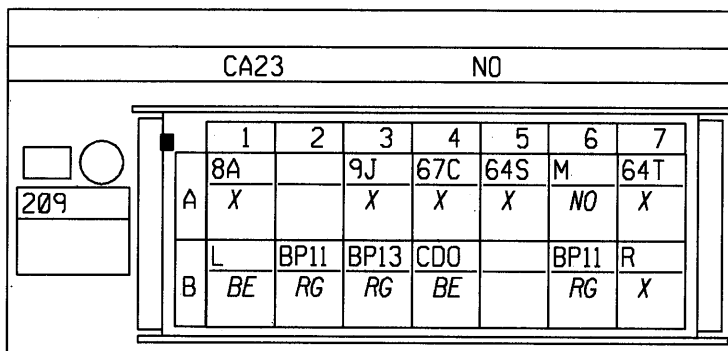 CA23 NO
1 2 3 4 5 6 7
8A 9J 67C 64S M 64T
A X X X X NO X
209
L BP11 BP13 CDO BP11 R
B BE RG RG BE RG X